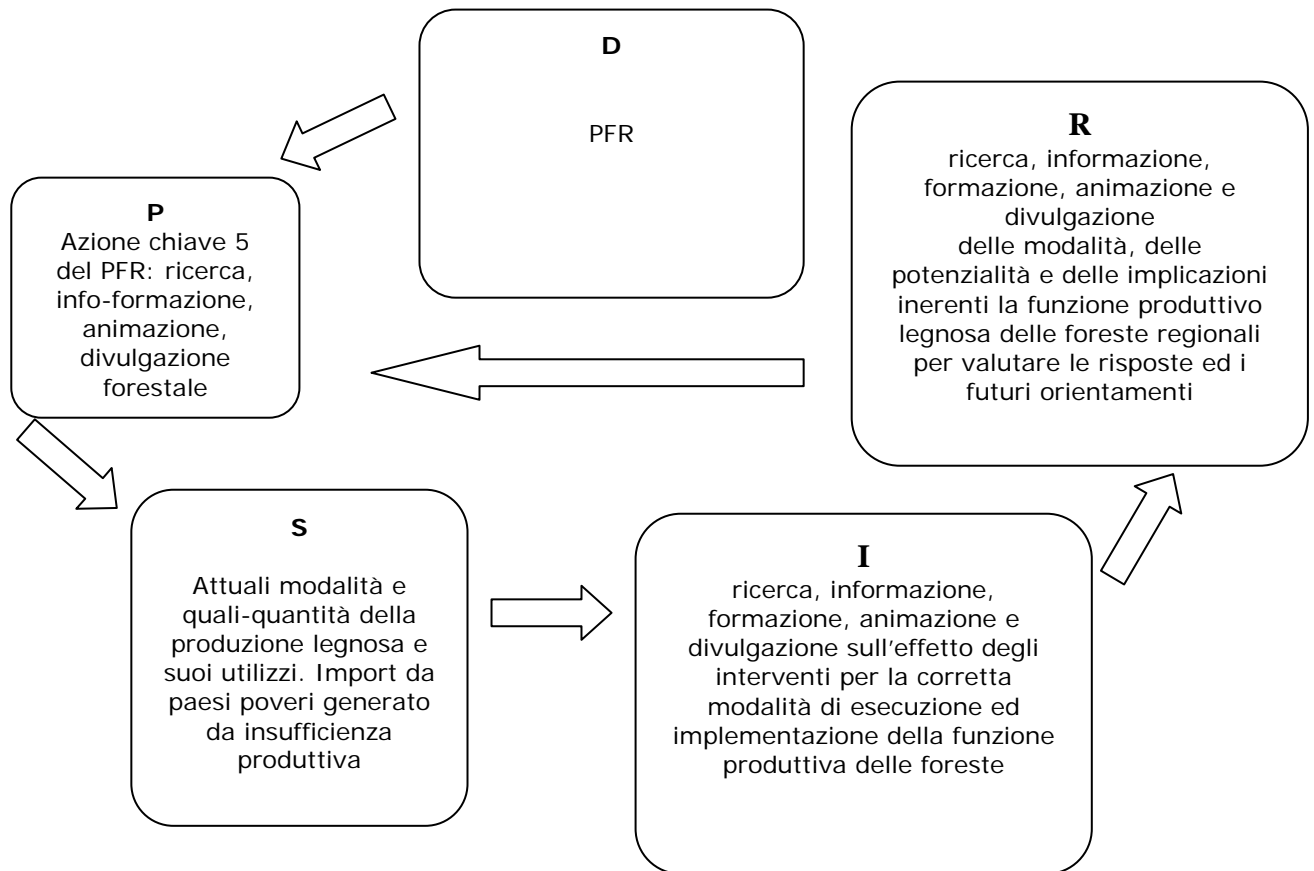 D
PFR
P
Azione chiave 5
del PFR: ricerca,
info-formazione,
animazione,
divulgazione
forestale
S
Attuali modalità e
quali-quantità della
produzione legnosa e
suoi utilizzi. Import da
paesi poveri generato
da insufficienza
produttiva
I
ricerca, informazione,
formazione, animazione e
divulgazione sull'effetto degli
interventi per la corretta
modalità di esecuzione ed
implementazione della funzione
produttiva delle foreste
R
ricerca, informazione,
formazione, animazione e
divulgazione
delle modalità, delle
potenzialità e delle implicazioni
inerenti la funzione produttivo
legnosa delle foreste regionali
per valutare le risposte ed i
futuri orientamenti